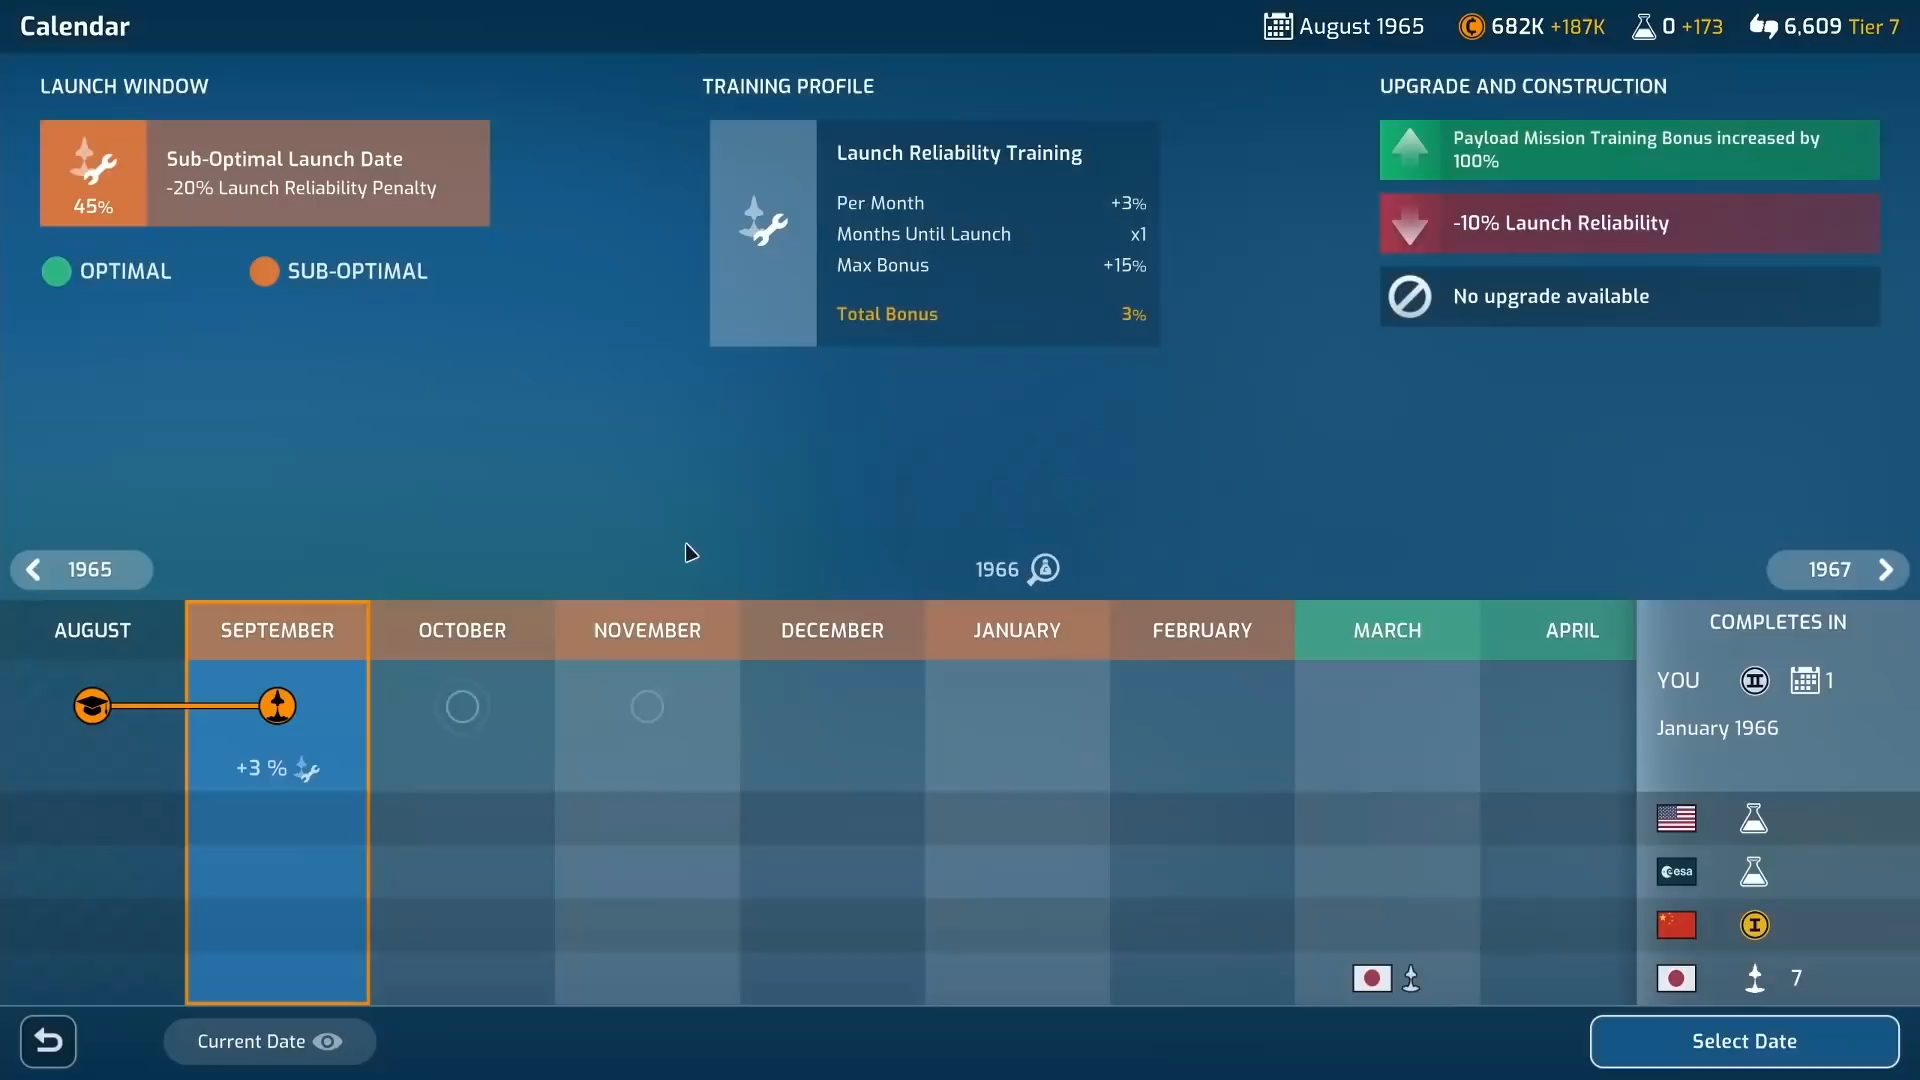 Calendar
August 1965
682K +187K
0 +173
6,609 Tier 7
LAUNCH WINDOW
45%
Sub-Optimal Launch Date
-20% Launch Reliability Penalty
OPTIMAL
SUB-OPTIMAL
TRAINING PROFILE
Launch Reliability Training
Per Month +3%
Months Until Launch x1
Max Bonus +15%
Total Bonus 3%
UPGRADE AND CONSTRUCTION
Payload Mission Training Bonus increased by
100%
-10% Launch Reliability
No upgrade available
1965
1966
1967
AUGUST
SEPTEMBER
OCTOBER
NOVEMBER
DECEMBER
JANUARY
FEBRUARY
MARCH
APRIL
+3 %
COMPLETES IN
YOU II 1
January 1966
esa
I
7
Current Date
Select Date